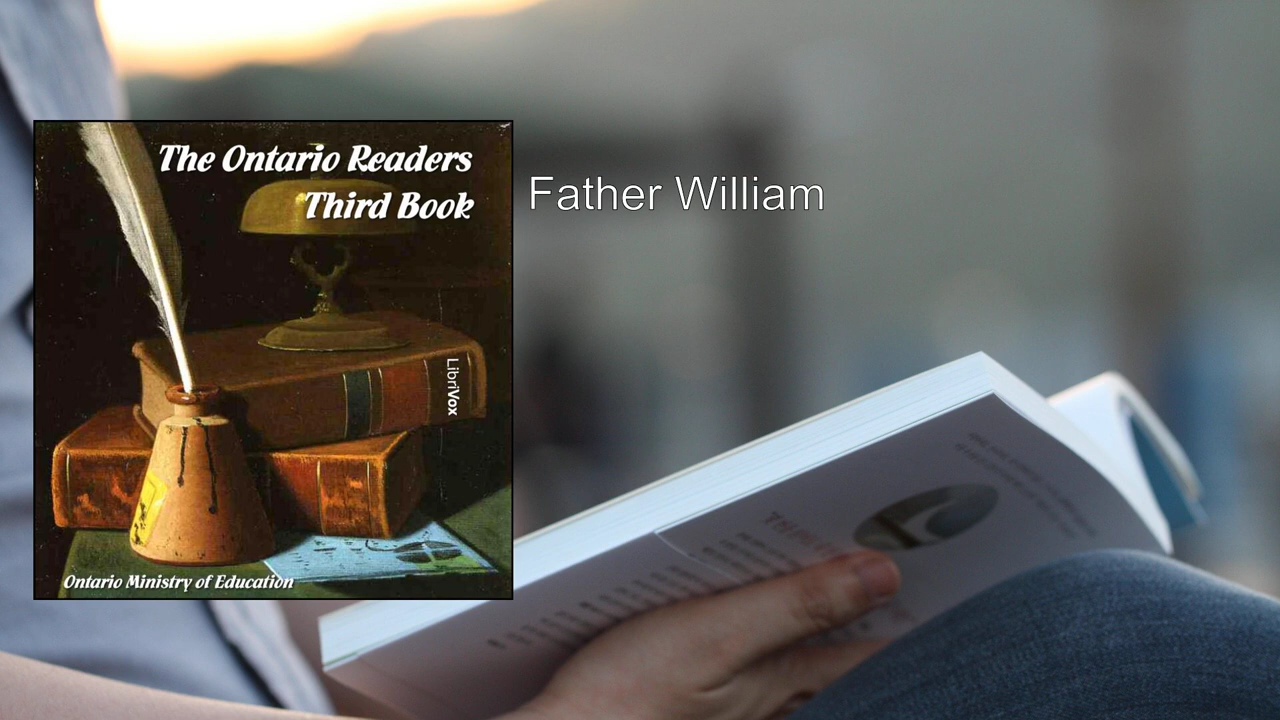 The Ontario Readers
Third Book
Father William
LibriVox
Ontario Ministry of Education